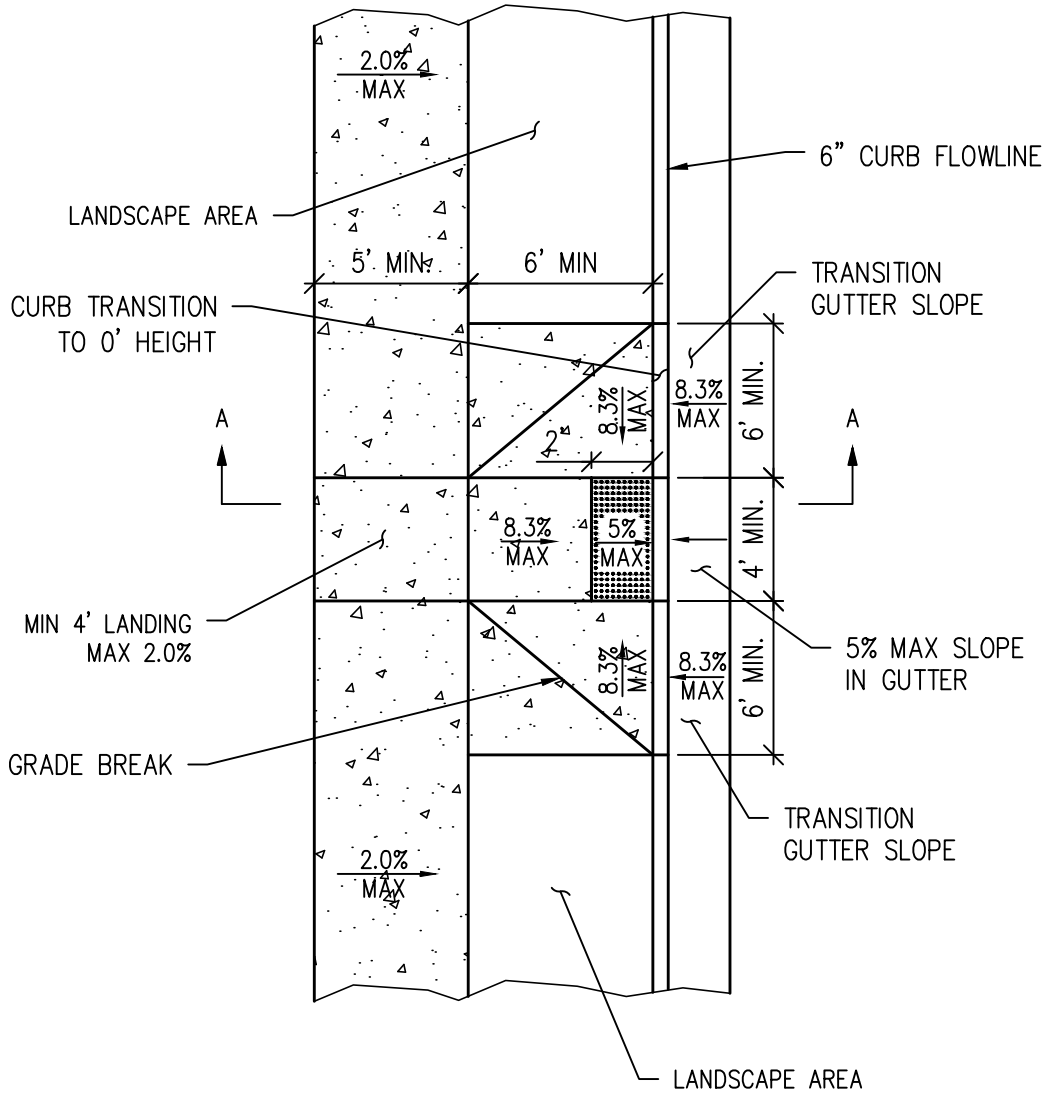 2.0%
MAX
6” CURB FLOWLINE
LANDSCAPE AREA
5’ MIN.
6’ MIN
TRANSITION
GUTTER SLOPE
CURB TRANSITION
TO 0’ HEIGHT
8.3%
MAX
8.3%
MAX
6’ MIN.
A
A
2’
8.3%
MAX
5%
MAX
4’ MIN.
MIN 4’ LANDING
MAX 2.0%
5% MAX SLOPE
IN GUTTER
8.3%
MAX
8.3%
MAX
6’ MIN.
GRADE BREAK
TRANSITION
GUTTER SLOPE
2.0%
MAX
LANDSCAPE AREA